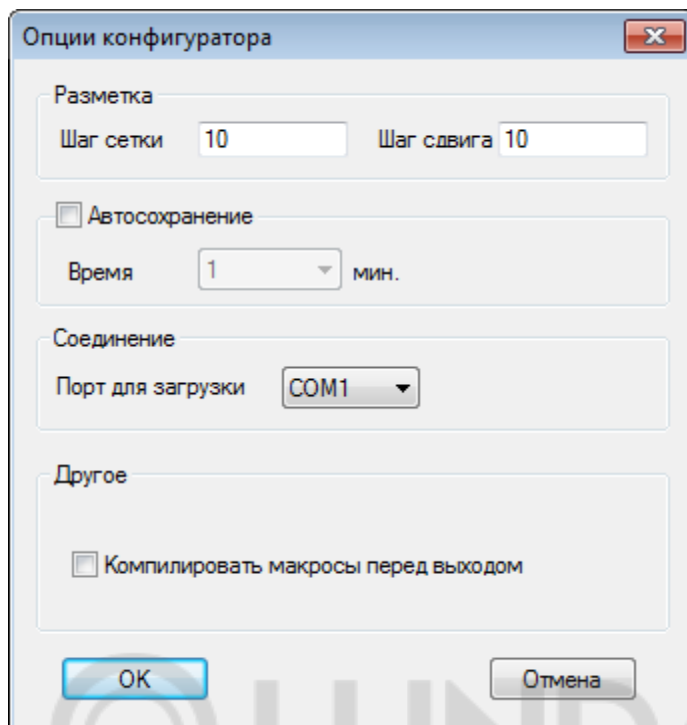 Опции конфигуратора
Разметка
Шаг сетки 10 Шаг сдвига 10
Автосохранение
Время 1 мин.
Соединение
Порт для загрузки COM1
Другое
Компилировать макросы перед выходом
OK Отмена